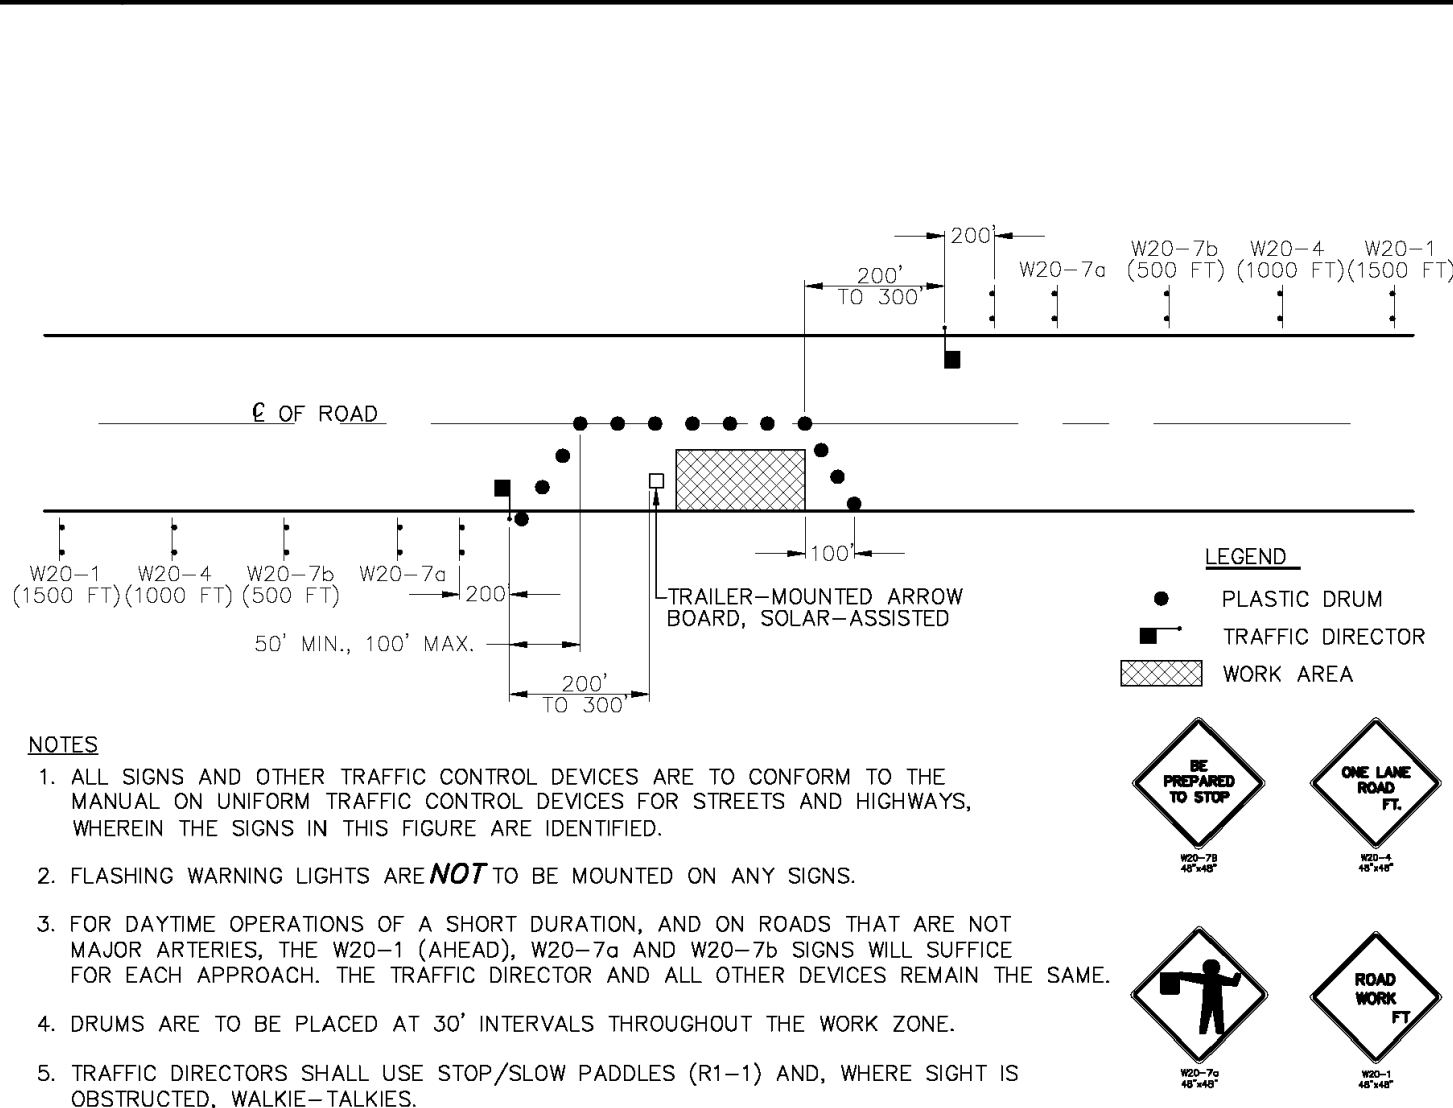 200'
200'
TO 300'
W20-7a
W20-7b
(500 FT)
W20-4
(1000 FT)
W20-1
(1500 FT)
℄ OF ROAD
W20-1
(1500 FT)
W20-4
(1000 FT)
W20-7b
(500 FT)
W20-7a
200'
50' MIN., 100' MAX.
200'
TO 300'
100'
TRAILER-MOUNTED ARROW
BOARD, SOLAR-ASSISTED
LEGEND
PLASTIC DRUM
TRAFFIC DIRECTOR
WORK AREA
NOTES
1. ALL SIGNS AND OTHER TRAFFIC CONTROL DEVICES ARE TO CONFORM TO THE
MANUAL ON UNIFORM TRAFFIC CONTROL DEVICES FOR STREETS AND HIGHWAYS,
WHEREIN THE SIGNS IN THIS FIGURE ARE IDENTIFIED.
2. FLASHING WARNING LIGHTS ARE NOT TO BE MOUNTED ON ANY SIGNS.
3. FOR DAYTIME OPERATIONS OF A SHORT DURATION, AND ON ROADS THAT ARE NOT
MAJOR ARTERIES, THE W20-1 (AHEAD), W20-7a AND W20-7b SIGNS WILL SUFFICE
FOR EACH APPROACH. THE TRAFFIC DIRECTOR AND ALL OTHER DEVICES REMAIN THE SAME.
4. DRUMS ARE TO BE PLACED AT 30' INTERVALS THROUGHOUT THE WORK ZONE.
5. TRAFFIC DIRECTORS SHALL USE STOP/SLOW PADDLES (R1-1) AND, WHERE SIGHT IS
OBSTRUCTED, WALKIE-TALKIES.
BE
PREPARED
TO STOP
W20-7B
48"x48"
ONE LANE
ROAD
FT.
W20-4
48"x48"
W20-7a
48"x48"
ROAD
WORK
FT
W20-1
48"x48"